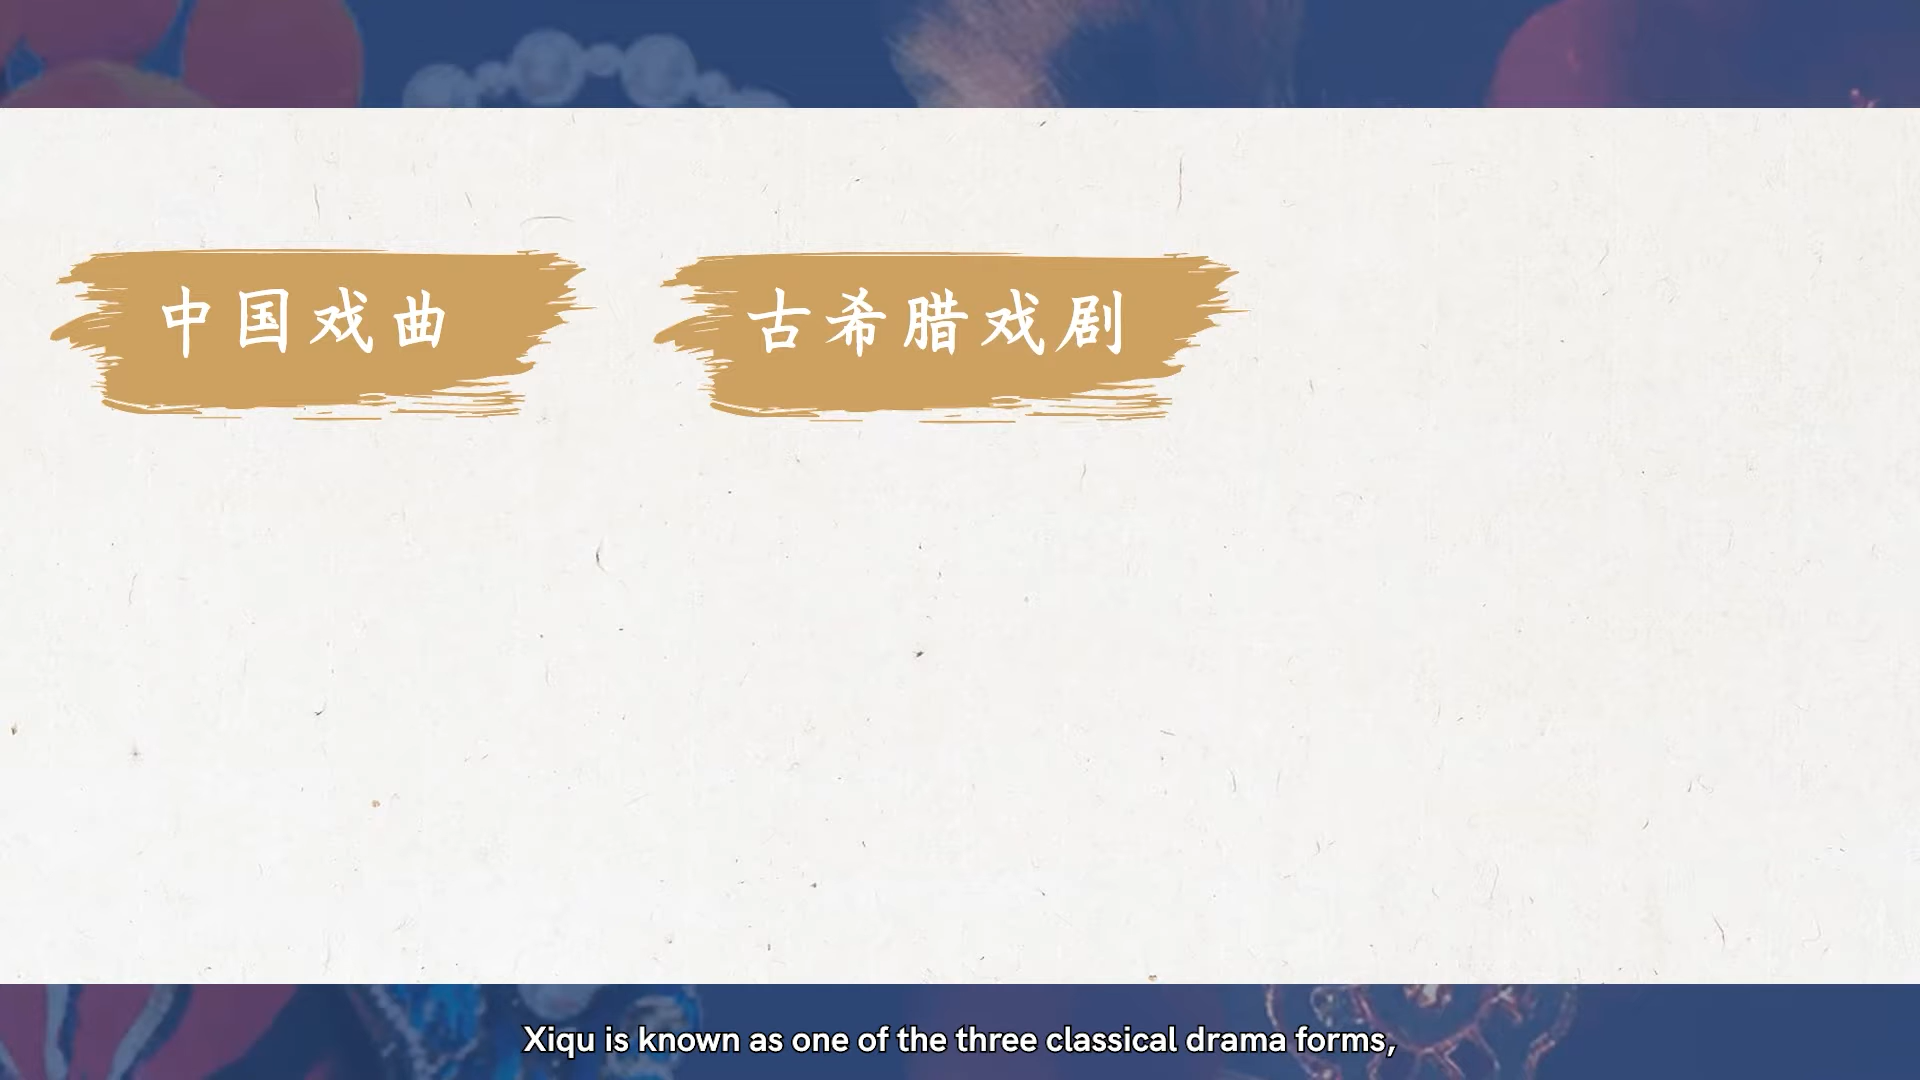 中国戏曲
古希腊戏剧
Xiqu is known as one of the three classical drama forms,